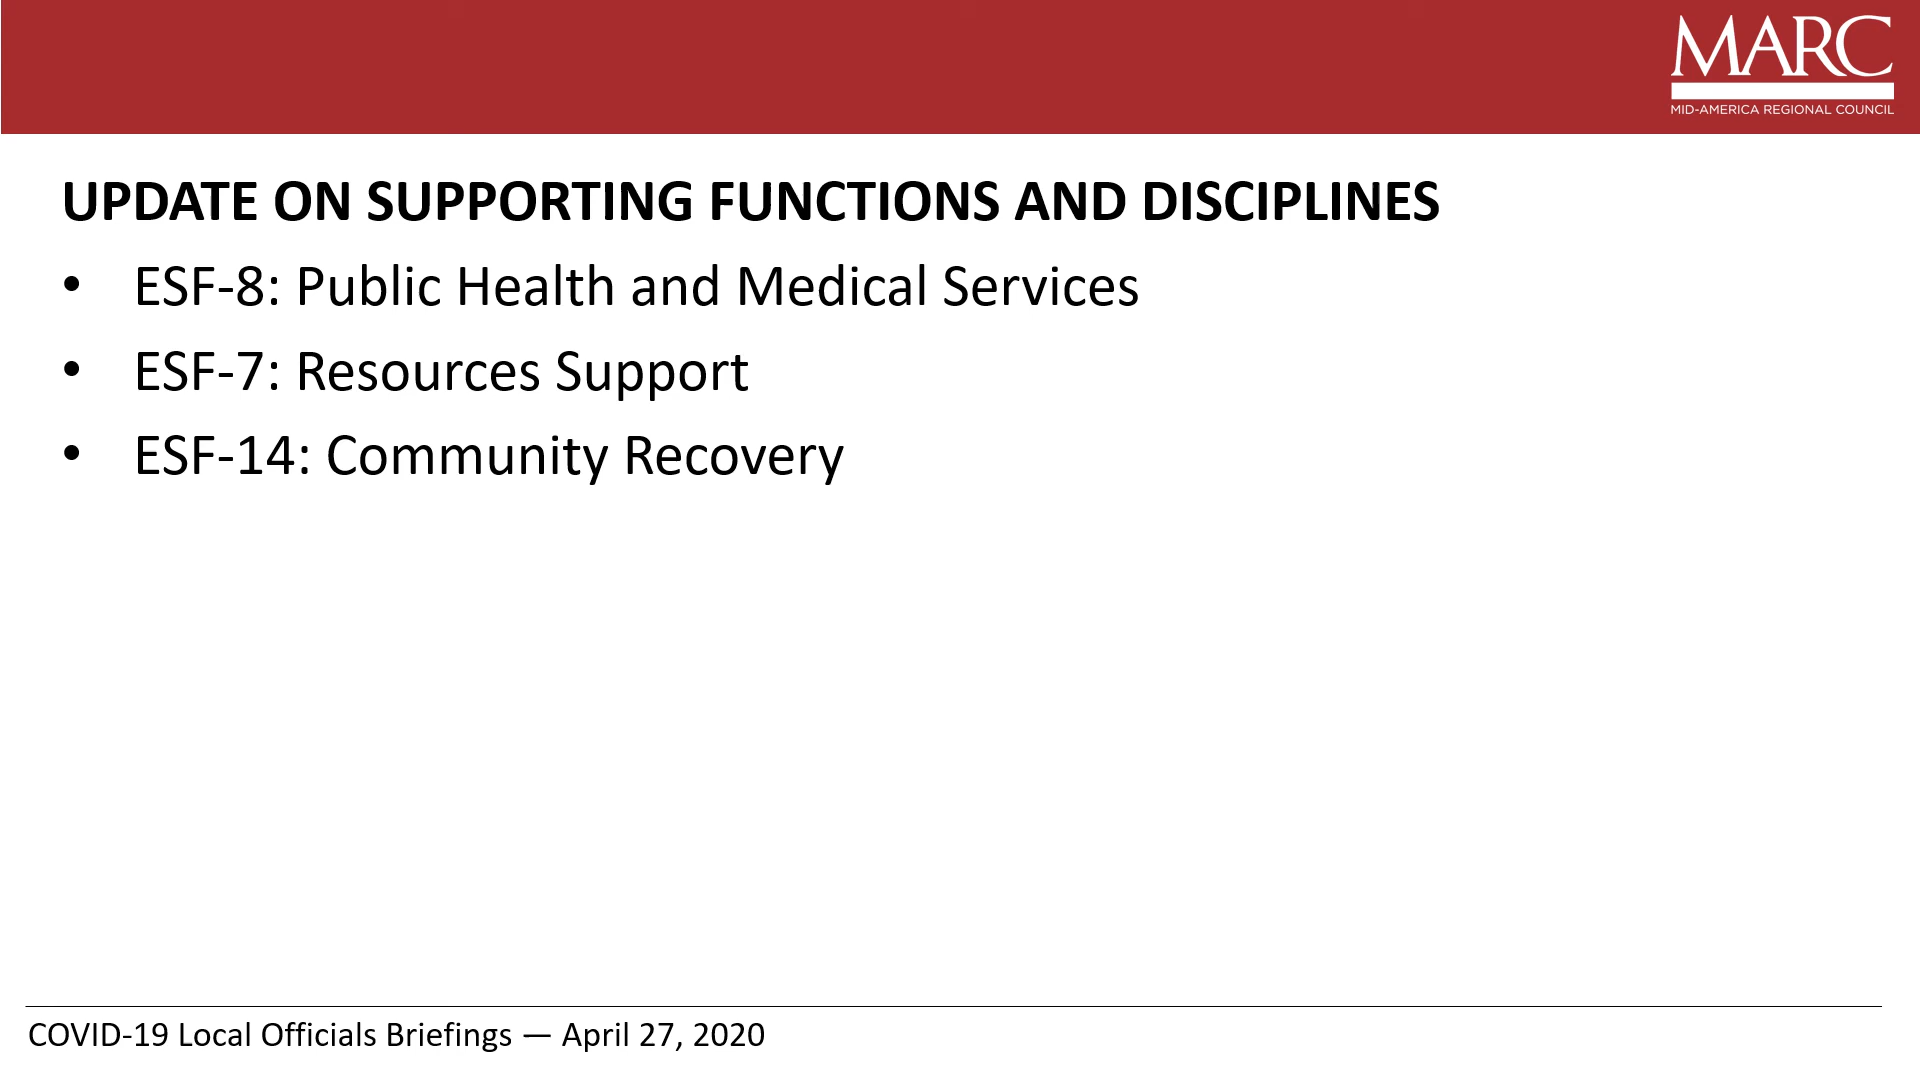 MARC
MID-AMERICA REGIONAL COUNCIL
UPDATE ON SUPPORTING FUNCTIONS AND DISCIPLINES
• ESF-8: Public Health and Medical Services
• ESF-7: Resources Support
• ESF-14: Community Recovery
COVID-19 Local Officials Briefings — April 27, 2020